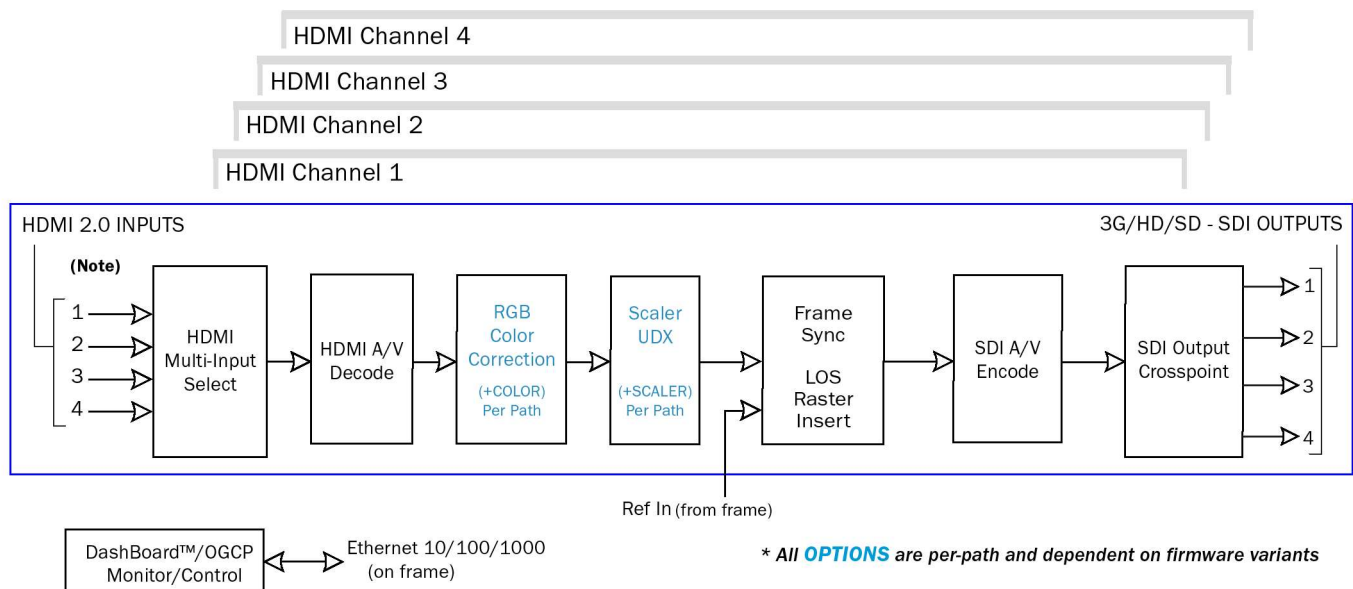 HDMI Channel 4
HDMI Channel 3
HDMI Channel 2
HDMI Channel 1
HDMI 2.0 INPUTS
3G/HD/SD - SDI OUTPUTS
(Note)
1
2
3
4
HDMI
Multi-Input
Select
HDMI A/V
Decode
RGB
Color
Correction
(+COLOR)
Per Path
Scaler
UDX
(+SCALER)
Per Path
Frame
Sync
LOS
Raster
Insert
SDI A/V
Encode
SDI Output
Crosspoint
1
2
3
4
Ref In (from frame)
DashBoard™/OGCP
Monitor/Control
Ethernet 10/100/1000
(on frame)
* All OPTIONS are per-path and dependent on firmware variants